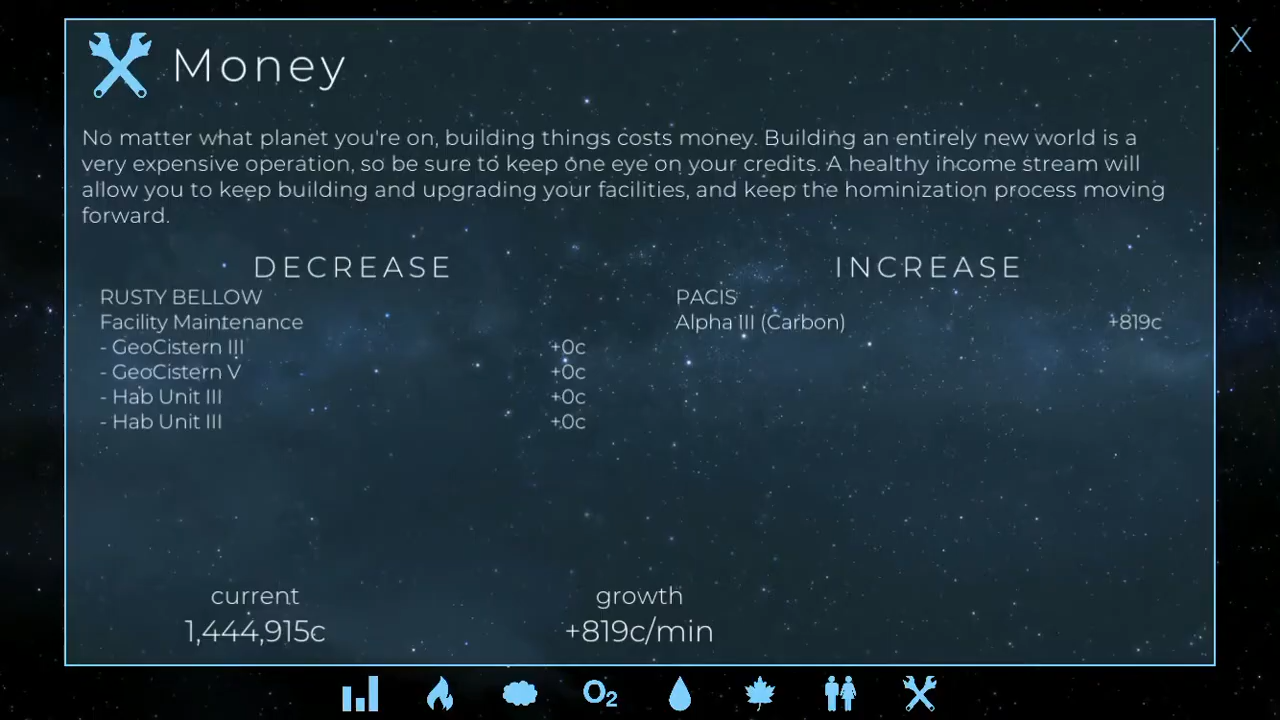 Money
X
No matter what planet you're on, building things costs money. Building an entirely new world is a
very expensive operation, so be sure to keep one eye on your credits. A healthy income stream will
allow you to keep building and upgrading your facilities, and keep the hominization process moving
forward.
DECREASE
RUSTY BELLOW
Facility Maintenance
- GeoCistern III +0c
- GeoCistern V +0c
- Hab Unit III +0c
- Hab Unit III +0c
INCREASE
PACIS
Alpha III (Carbon) +819c
current
1,444,915c
growth
+819c/min
O2